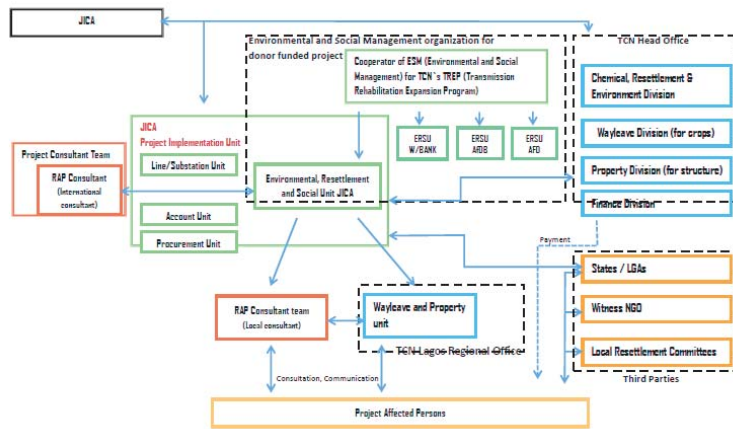 JICA
Environmental and Social Management organization for
donor funded project
TCN Head Office
Cooperator of ESM (Environmental and Social
Management) for TCN`s TREP (Transmission
Rehabilitation Expansion Program)
Chemical, Resettlement &
Environment Division
ERSU
W/BANK
ERSU
AfDB
ERSU
AFD
Wayleave Division (for crops)
JICA
Project Implementation Unit
Project Consultant Team
RAP Consultant
(International
consultant)
Line/Substation Unit
Environmental, Resettlement
and Social Unit JICA
Property Division (for structure)
Finance Division
Account Unit
Procurement Unit
Payment
States / LGAs
RAP Consultant team
(Local consultant)
Wayleave and Property
unit
Witness NGO
TCN Lagos Regional Office
Local Resettlement Committees
Third Parties
Consultation, Communication
Project Affected Persons